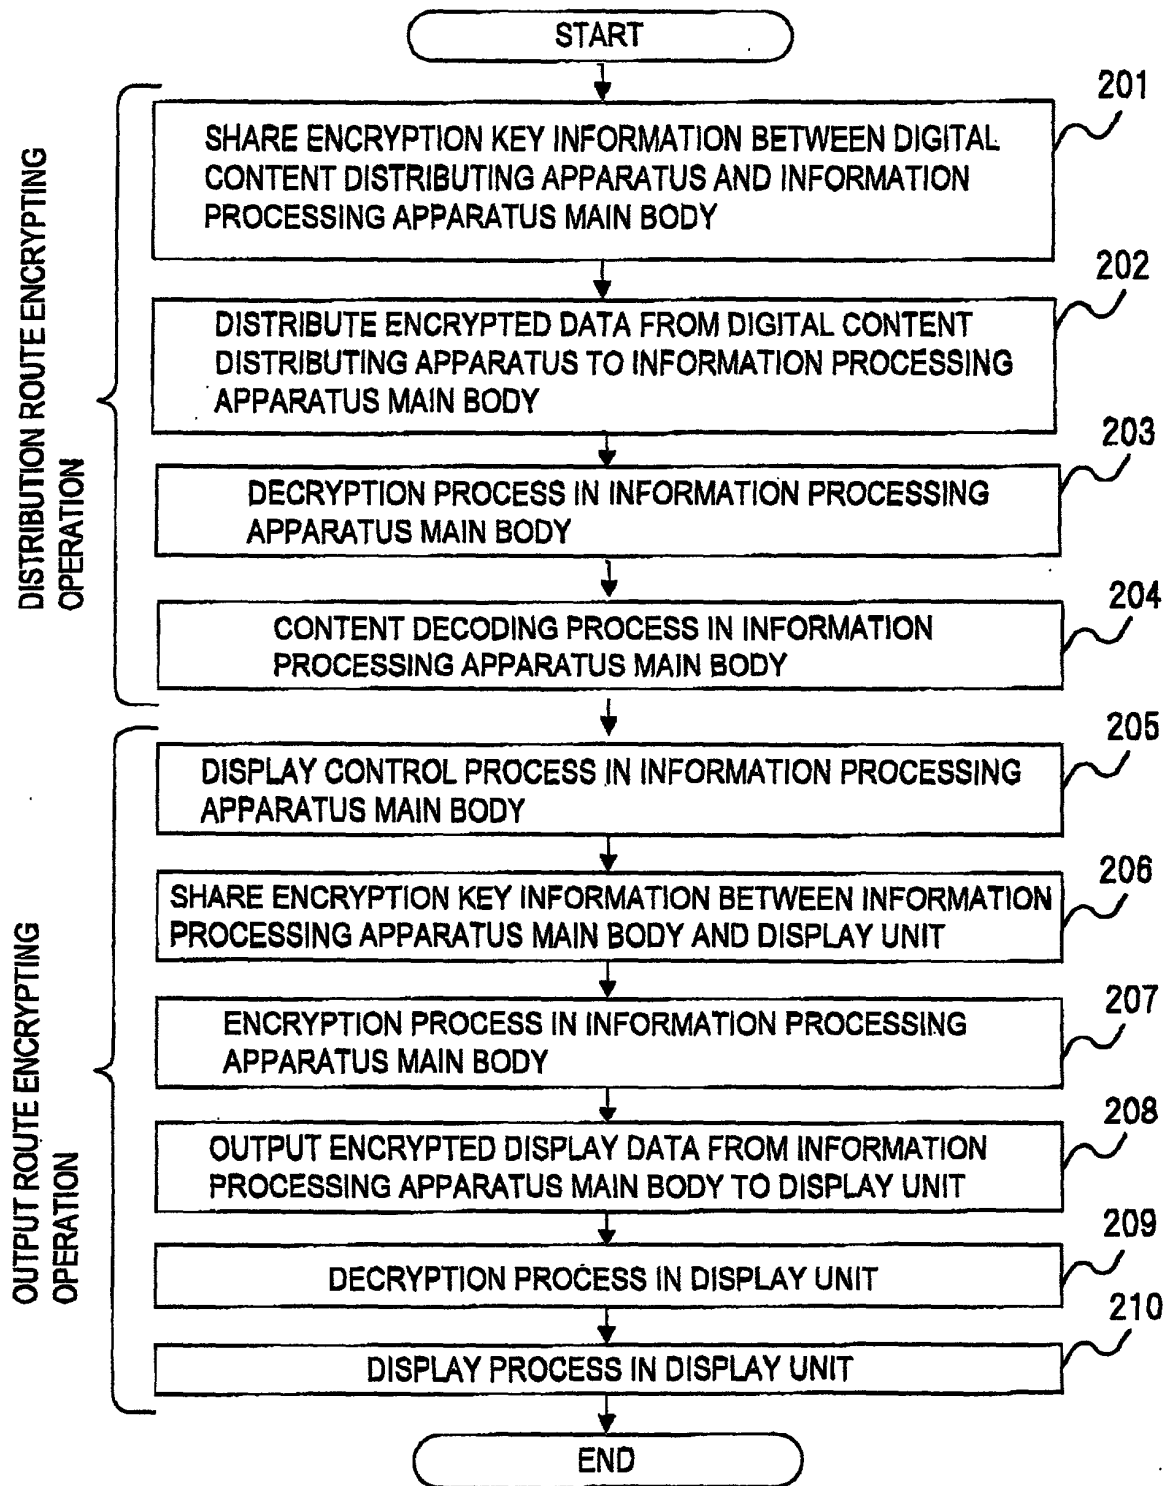 START
201
SHARE ENCRYPTION KEY INFORMATION BETWEEN DIGITAL
CONTENT DISTRIBUTING APPARATUS AND INFORMATION
PROCESSING APPARATUS MAIN BODY
202
DISTRIBUTE ENCRYPTED DATA FROM DIGITAL CONTENT
DISTRIBUTING APPARATUS TO INFORMATION PROCESSING
APPARATUS MAIN BODY
203
DECRYPTION PROCESS IN INFORMATION PROCESSING
APPARATUS MAIN BODY
204
CONTENT DECODING PROCESS IN INFORMATION
PROCESSING APPARATUS MAIN BODY
DISTRIBUTION ROUTE ENCRYPTING
OPERATION
205
DISPLAY CONTROL PROCESS IN INFORMATION PROCESSING
APPARATUS MAIN BODY
206
SHARE ENCRYPTION KEY INFORMATION BETWEEN INFORMATION
PROCESSING APPARATUS MAIN BODY AND DISPLAY UNIT
207
ENCRYPTION PROCESS IN INFORMATION PROCESSING
APPARATUS MAIN BODY
208
OUTPUT ENCRYPTED DISPLAY DATA FROM INFORMATION
PROCESSING APPARATUS MAIN BODY TO DISPLAY UNIT
209
DECRYPTION PROCESS IN DISPLAY UNIT
210
DISPLAY PROCESS IN DISPLAY UNIT
OUTPUT ROUTE ENCRYPTING
OPERATION
END